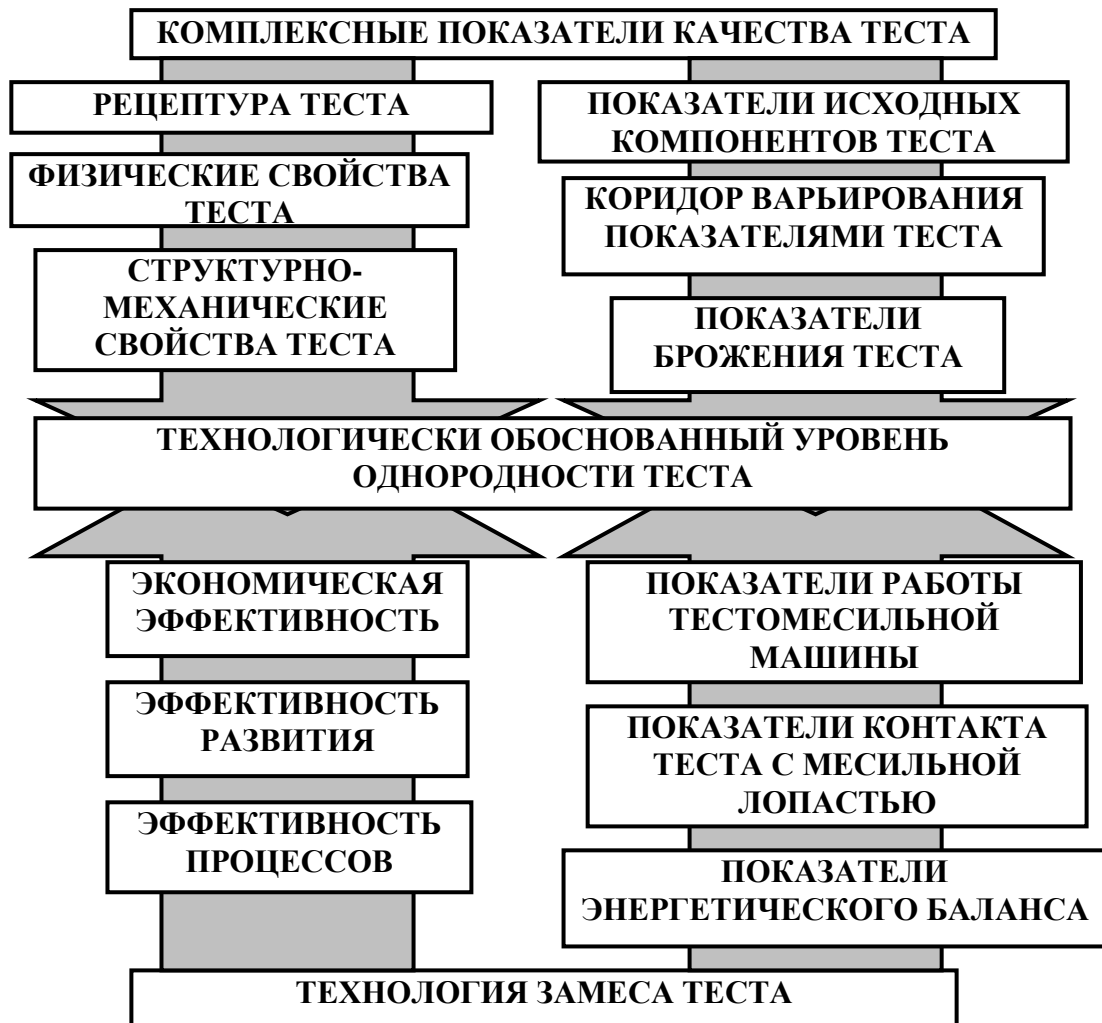 КОМПЛЕКСНЫЕ ПОКАЗАТЕЛИ КАЧЕСТВА ТЕСТА
РЕЦЕПТУРА ТЕСТА
ФИЗИЧЕСКИЕ СВОЙСТВА
ТЕСТА
СТРУКТУРНО-
МЕХАНИЧЕСКИЕ
СВОЙСТВА ТЕСТА
ПОКАЗАТЕЛИ ИСХОДНЫХ
КОМПОНЕНТОВ ТЕСТА
КОРИДОР ВАРЬИРОВАНИЯ
ПОКАЗАТЕЛЯМИ ТЕСТА
ПОКАЗАТЕЛИ
БРОЖЕНИЯ ТЕСТА
ТЕХНОЛОГИЧЕСКИ ОБОСНОВАННЫЙ УРОВЕНЬ
ОДНОРОДНОСТИ ТЕСТА
ЭКОНОМИЧЕСКАЯ
ЭФФЕКТИВНОСТЬ
ЭФФЕКТИВНОСТЬ
РАЗВИТИЯ
ЭФФЕКТИВНОСТЬ
ПРОЦЕССОВ
ПОКАЗАТЕЛИ РАБОТЫ
ТЕСТОМЕСИЛЬНОЙ
МАШИНЫ
ПОКАЗАТЕЛИ КОНТАКТА
ТЕСТА С МЕСИЛЬНОЙ
ЛОПАСТЬЮ
ПОКАЗАТЕЛИ
ЭНЕРГЕТИЧЕСКОГО БАЛАНСА
ТЕХНОЛОГИЯ ЗАМЕСА ТЕСТА